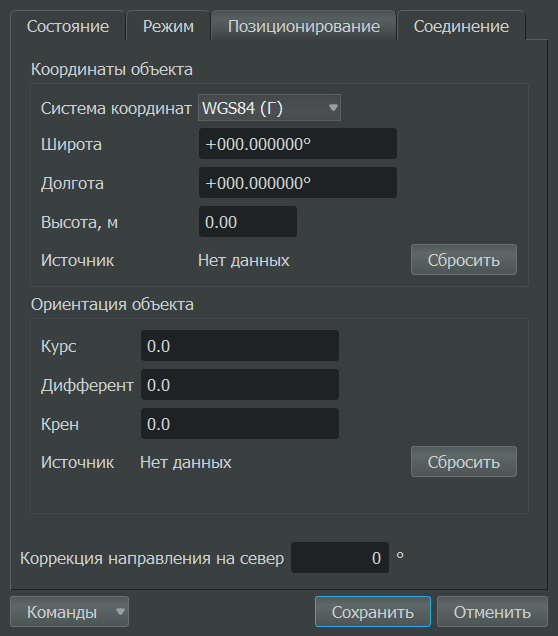 Состояние Режим Позиционирование Соединение
Координаты объекта
Система координат WGS84 (Г)
Широта +000.000000°
Долгота +000.000000°
Высота, м 0.00
Источник Нет данных Сбросить
Ориентация объекта
Курс 0.0
Дифферент 0.0
Крен 0.0
Источник Нет данных Сбросить
Коррекция направления на север 0 °
Команды Сохранить Отменить